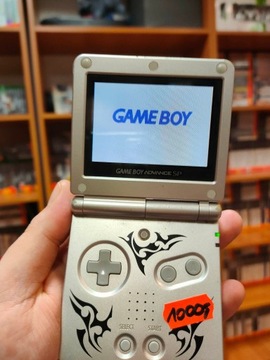 GAME BOY
GAME BOY ADVANCE SP
SELECT
START
1000$